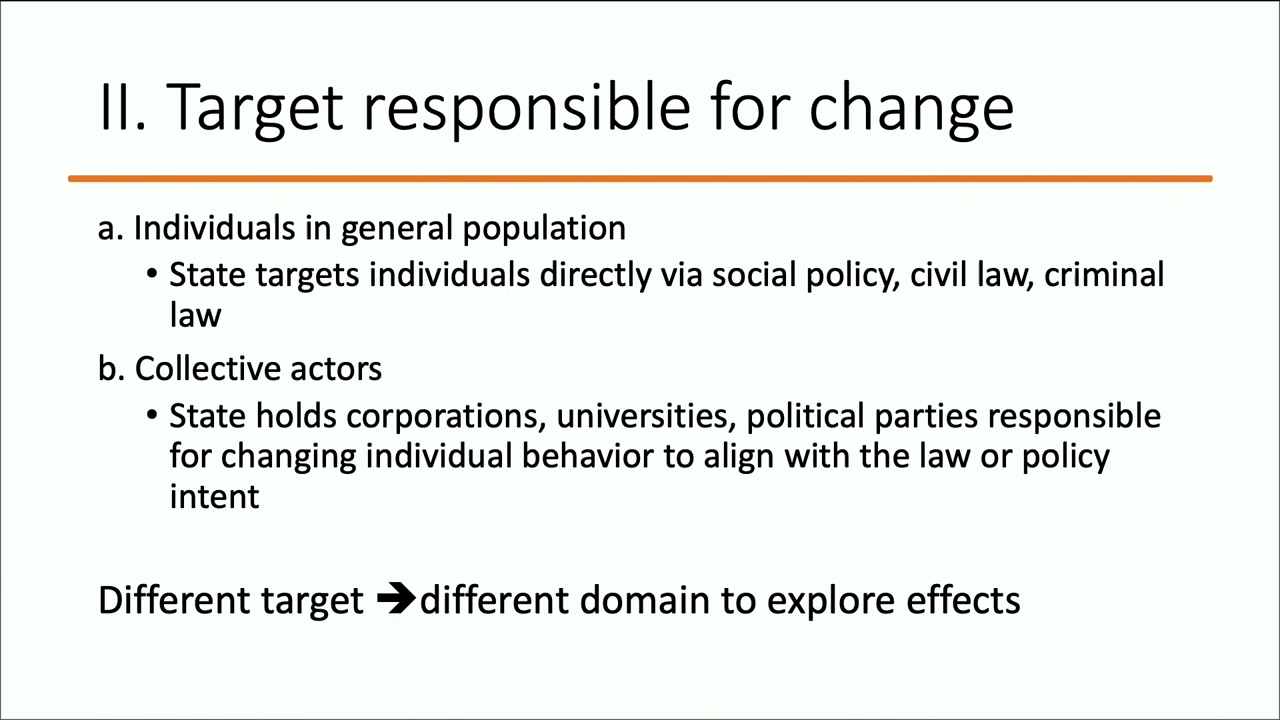 II. Target responsible for change
a. Individuals in general population
• State targets individuals directly via social policy, civil law, criminal
law
b. Collective actors
• State holds corporations, universities, political parties responsible
for changing individual behavior to align with the law or policy
intent
Different target ➔different domain to explore effects